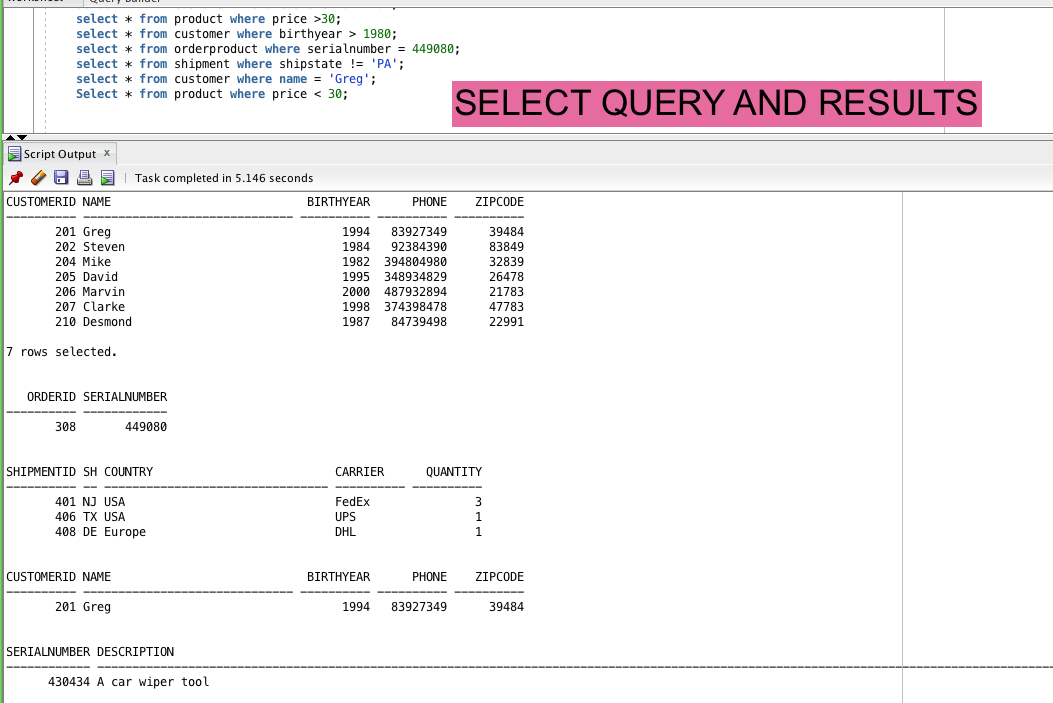 select * from product where price >30;
select * from customer where birthyear > 1980;
select * from orderproduct where serialnumber = 449080;
select * from shipment where shipstate != 'PA';
select * from customer where name = 'Greg';
Select * from product where price < 30;
SELECT QUERY AND RESULTS
Script Output x
Task completed in 5.146 seconds
CUSTOMERID NAME BIRTHYEAR PHONE ZIPCODE
201 Greg 1994 83927349 39484
202 Steven 1984 92384390 83849
204 Mike 1982 394804980 32839
205 David 1995 348934829 26478
206 Marvin 2000 487932894 21783
207 Clarke 1998 374398478 47783
210 Desmond 1987 84739498 22991
7 rows selected.
ORDERID SERIALNUMBER
308 449080
SHIPMENTID SH COUNTRY CARRIER QUANTITY
401 NJ USA FedEx 3
406 TX USA UPS 1
408 DE Europe DHL 1
CUSTOMERID NAME BIRTHYEAR PHONE ZIPCODE
201 Greg 1994 83927349 39484
SERIALNUMBER DESCRIPTION
430434 A car wiper tool